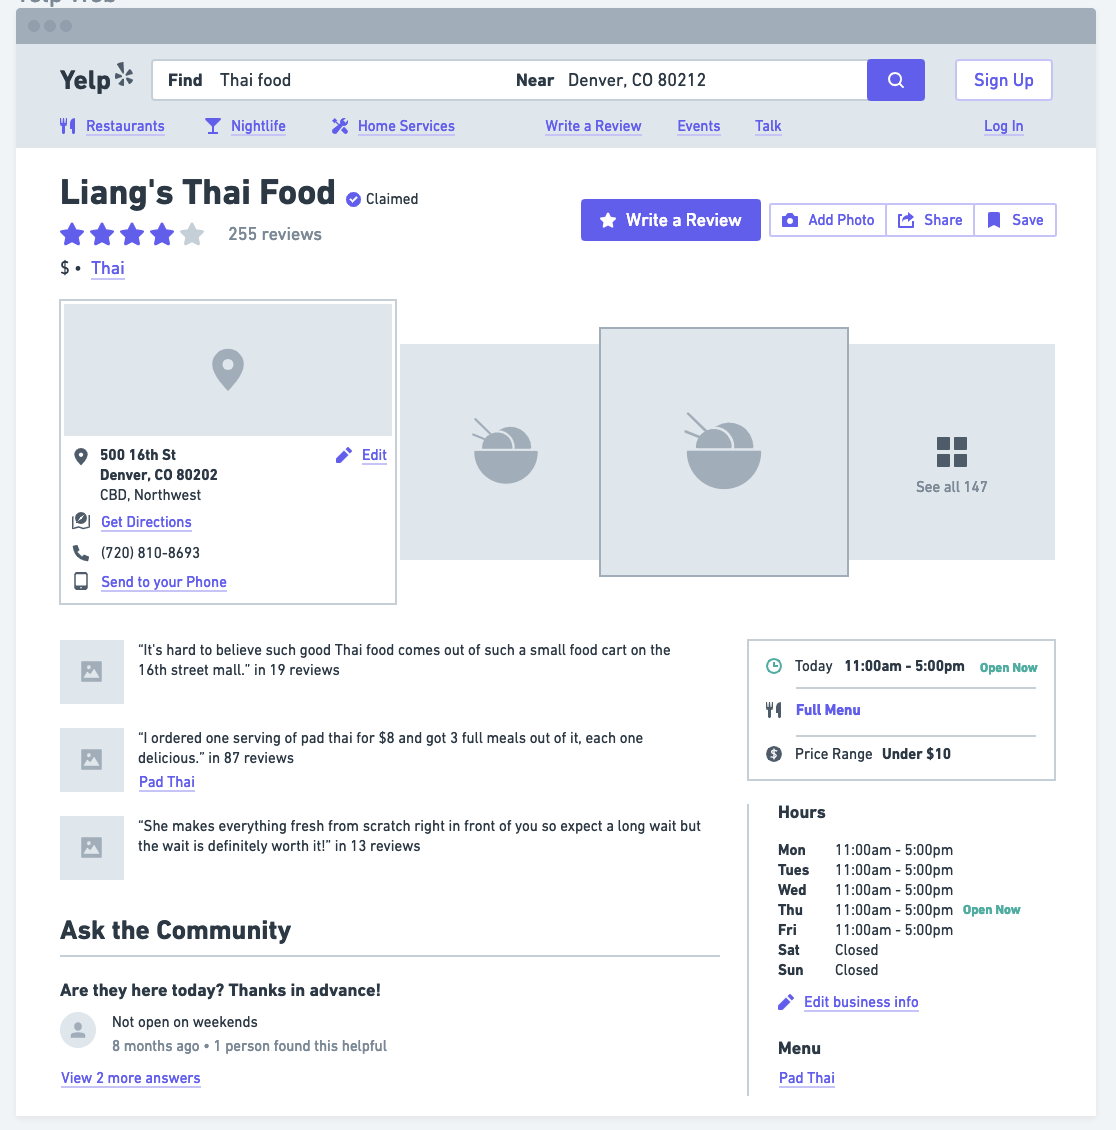 Yelp Web
Yelp
Find Thai food Near Denver, CO 80212
Sign Up
Restaurants Nightlife Home Services Write a Review Events Talk Log In
Liang's Thai Food Claimed
255 reviews
Write a Review Add Photo Share Save
$ • Thai
500 16th St Edit
Denver, CO 80202
CBD, Northwest
Get Directions
(720) 810-8693
Send to your Phone
See all 147
“It's hard to believe such good Thai food comes out of such a small food cart on the
16th street mall.” in 19 reviews
“I ordered one serving of pad thai for $8 and got 3 full meals out of it, each one
delicious.” in 87 reviews
Pad Thai
“She makes everything fresh from scratch right in front of you so expect a long wait but
the wait is definitely worth it!” in 13 reviews
Ask the Community
Are they here today? Thanks in advance!
Not open on weekends
8 months ago • 1 person found this helpful
View 2 more answers
Today 11:00am - 5:00pm Open Now
Full Menu
$ Price Range Under $10
Hours
Mon 11:00am - 5:00pm
Tues 11:00am - 5:00pm
Wed 11:00am - 5:00pm
Thu 11:00am - 5:00pm Open Now
Fri 11:00am - 5:00pm
Sat Closed
Sun Closed
Edit business info
Menu
Pad Thai